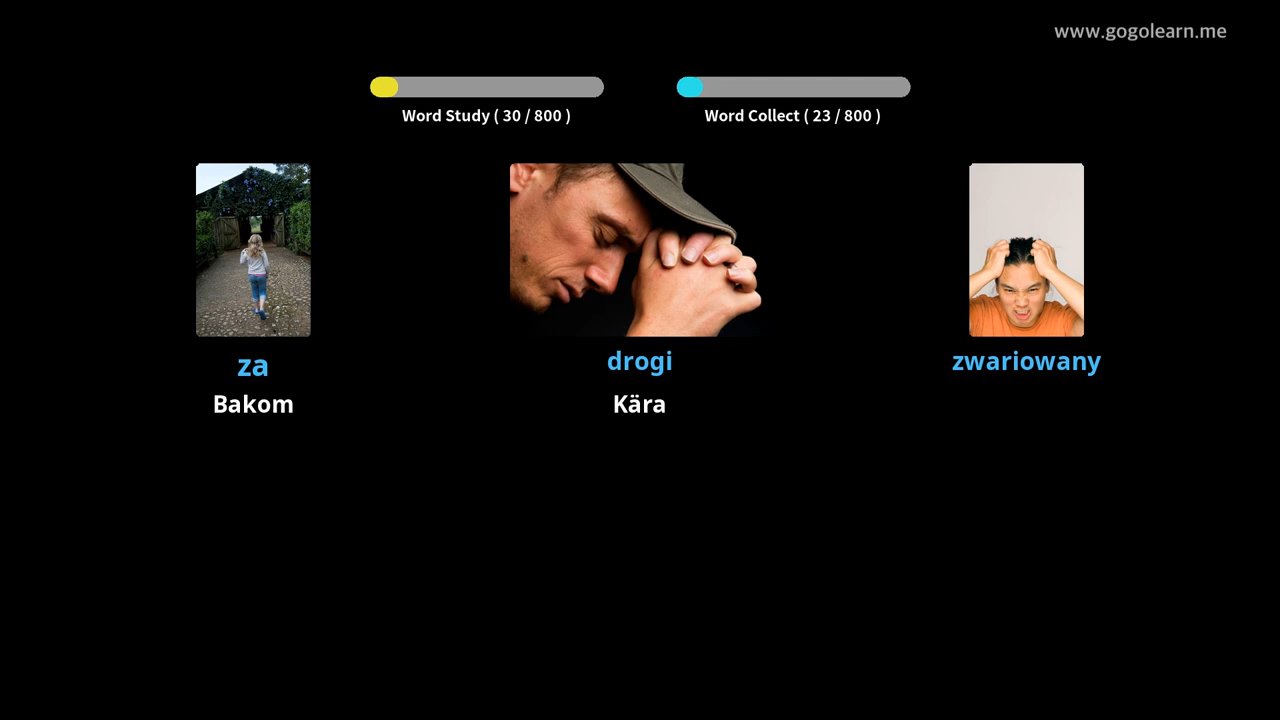 www.gogolearn.me
Word Study ( 30 / 800 )
Word Collect ( 23 / 800 )
za
drogi
zwariowany
Bakom
Kära